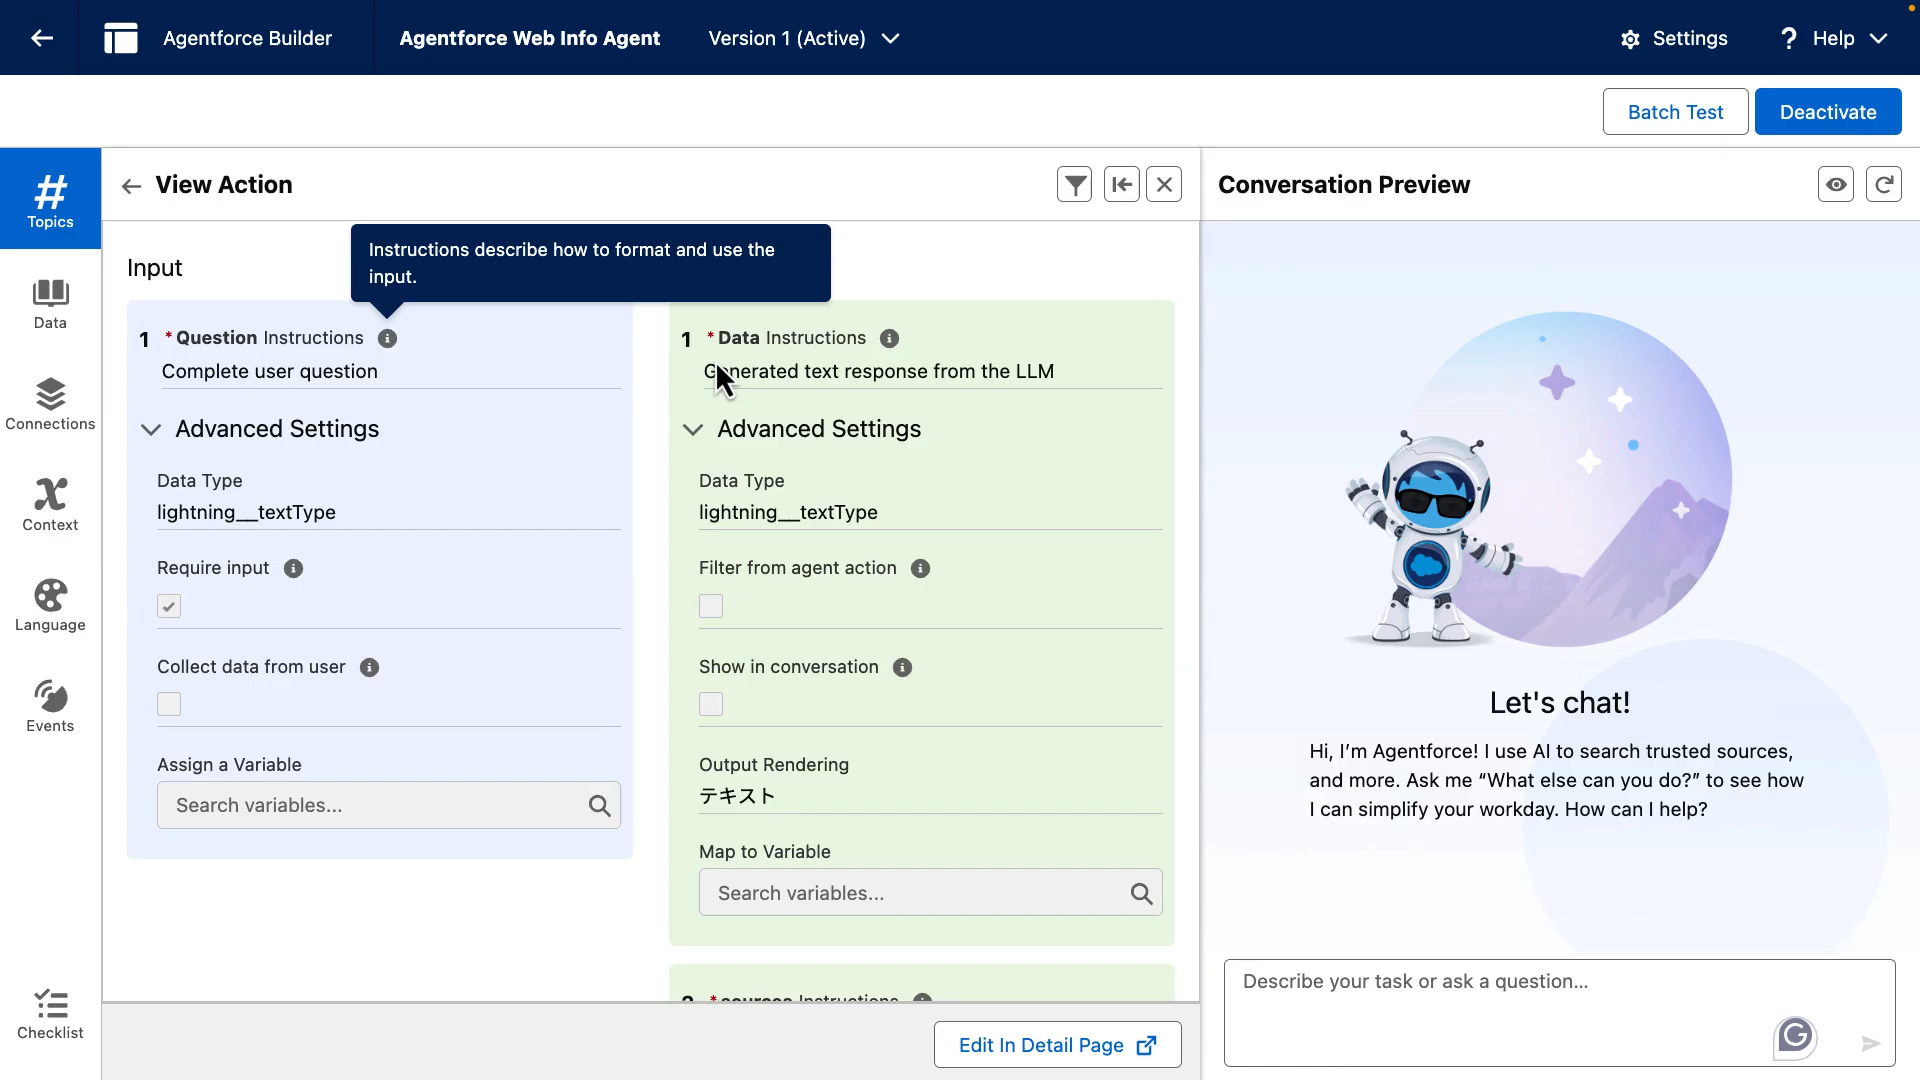 Agentforce Builder
Agentforce Web Info Agent
Version 1 (Active)
Settings
? Help
Batch Test
Deactivate
# Topics
Data
Connections
Context
Language
Events
Checklist
View Action
Input
Instructions describe how to format and use the
input.
1 * Question Instructions
Complete user question
Advanced Settings
Data Type
lightning__textType
Require input
Collect data from user
Assign a Variable
Search variables...
1 * Data Instructions
Generated text response from the LLM
Advanced Settings
Data Type
lightning__textType
Filter from agent action
Show in conversation
Output Rendering
テキスト
Map to Variable
Search variables...
2 * sources Instructions
Edit In Detail Page
Conversation Preview
Let's chat!
Hi, I’m Agentforce! I use AI to search trusted sources,
and more. Ask me “What else can you do?” to see how
I can simplify your workday. How can I help?
Describe your task or ask a question...